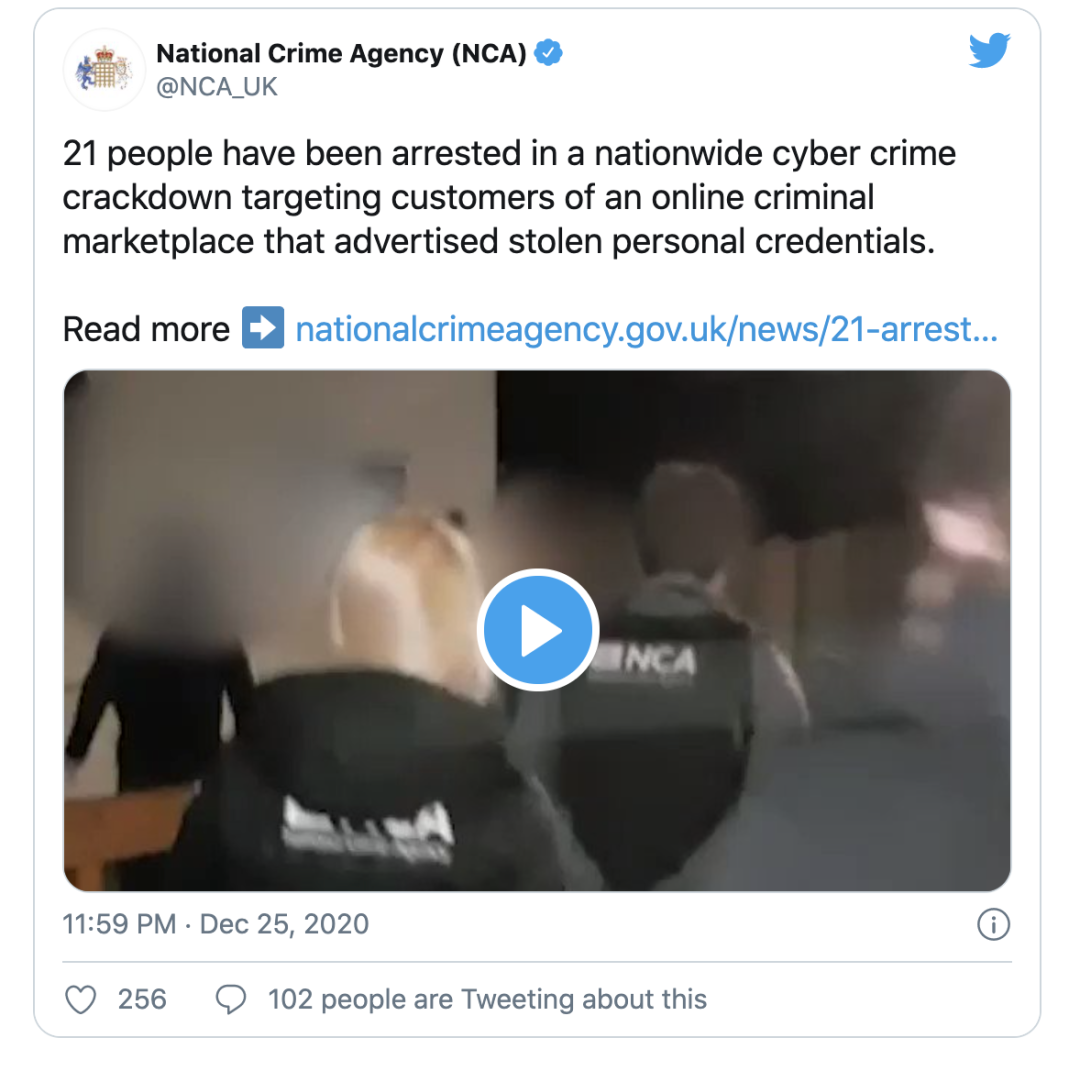 National Crime Agency (NCA)
@NCA_UK
21 people have been arrested in a nationwide cyber crime
crackdown targeting customers of an online criminal
marketplace that advertised stolen personal credentials.
Read more ➡️ nationalcrimeagency.gov.uk/news/21-arrest...
NCA
11:59 PM · Dec 25, 2020
256
102 people are Tweeting about this